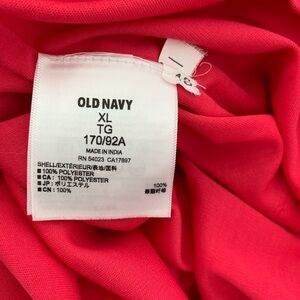 OLD NAVY
XL
TG
170/92A
MADE IN INDIA
RN 54023 CA17897
SHELL/EXTÉRIEUR/表地/面料
■ 100% POLYESTER
■ CA: 100% POLYESTER
■ JP: ポリエステル 100%
■ CN: 100%